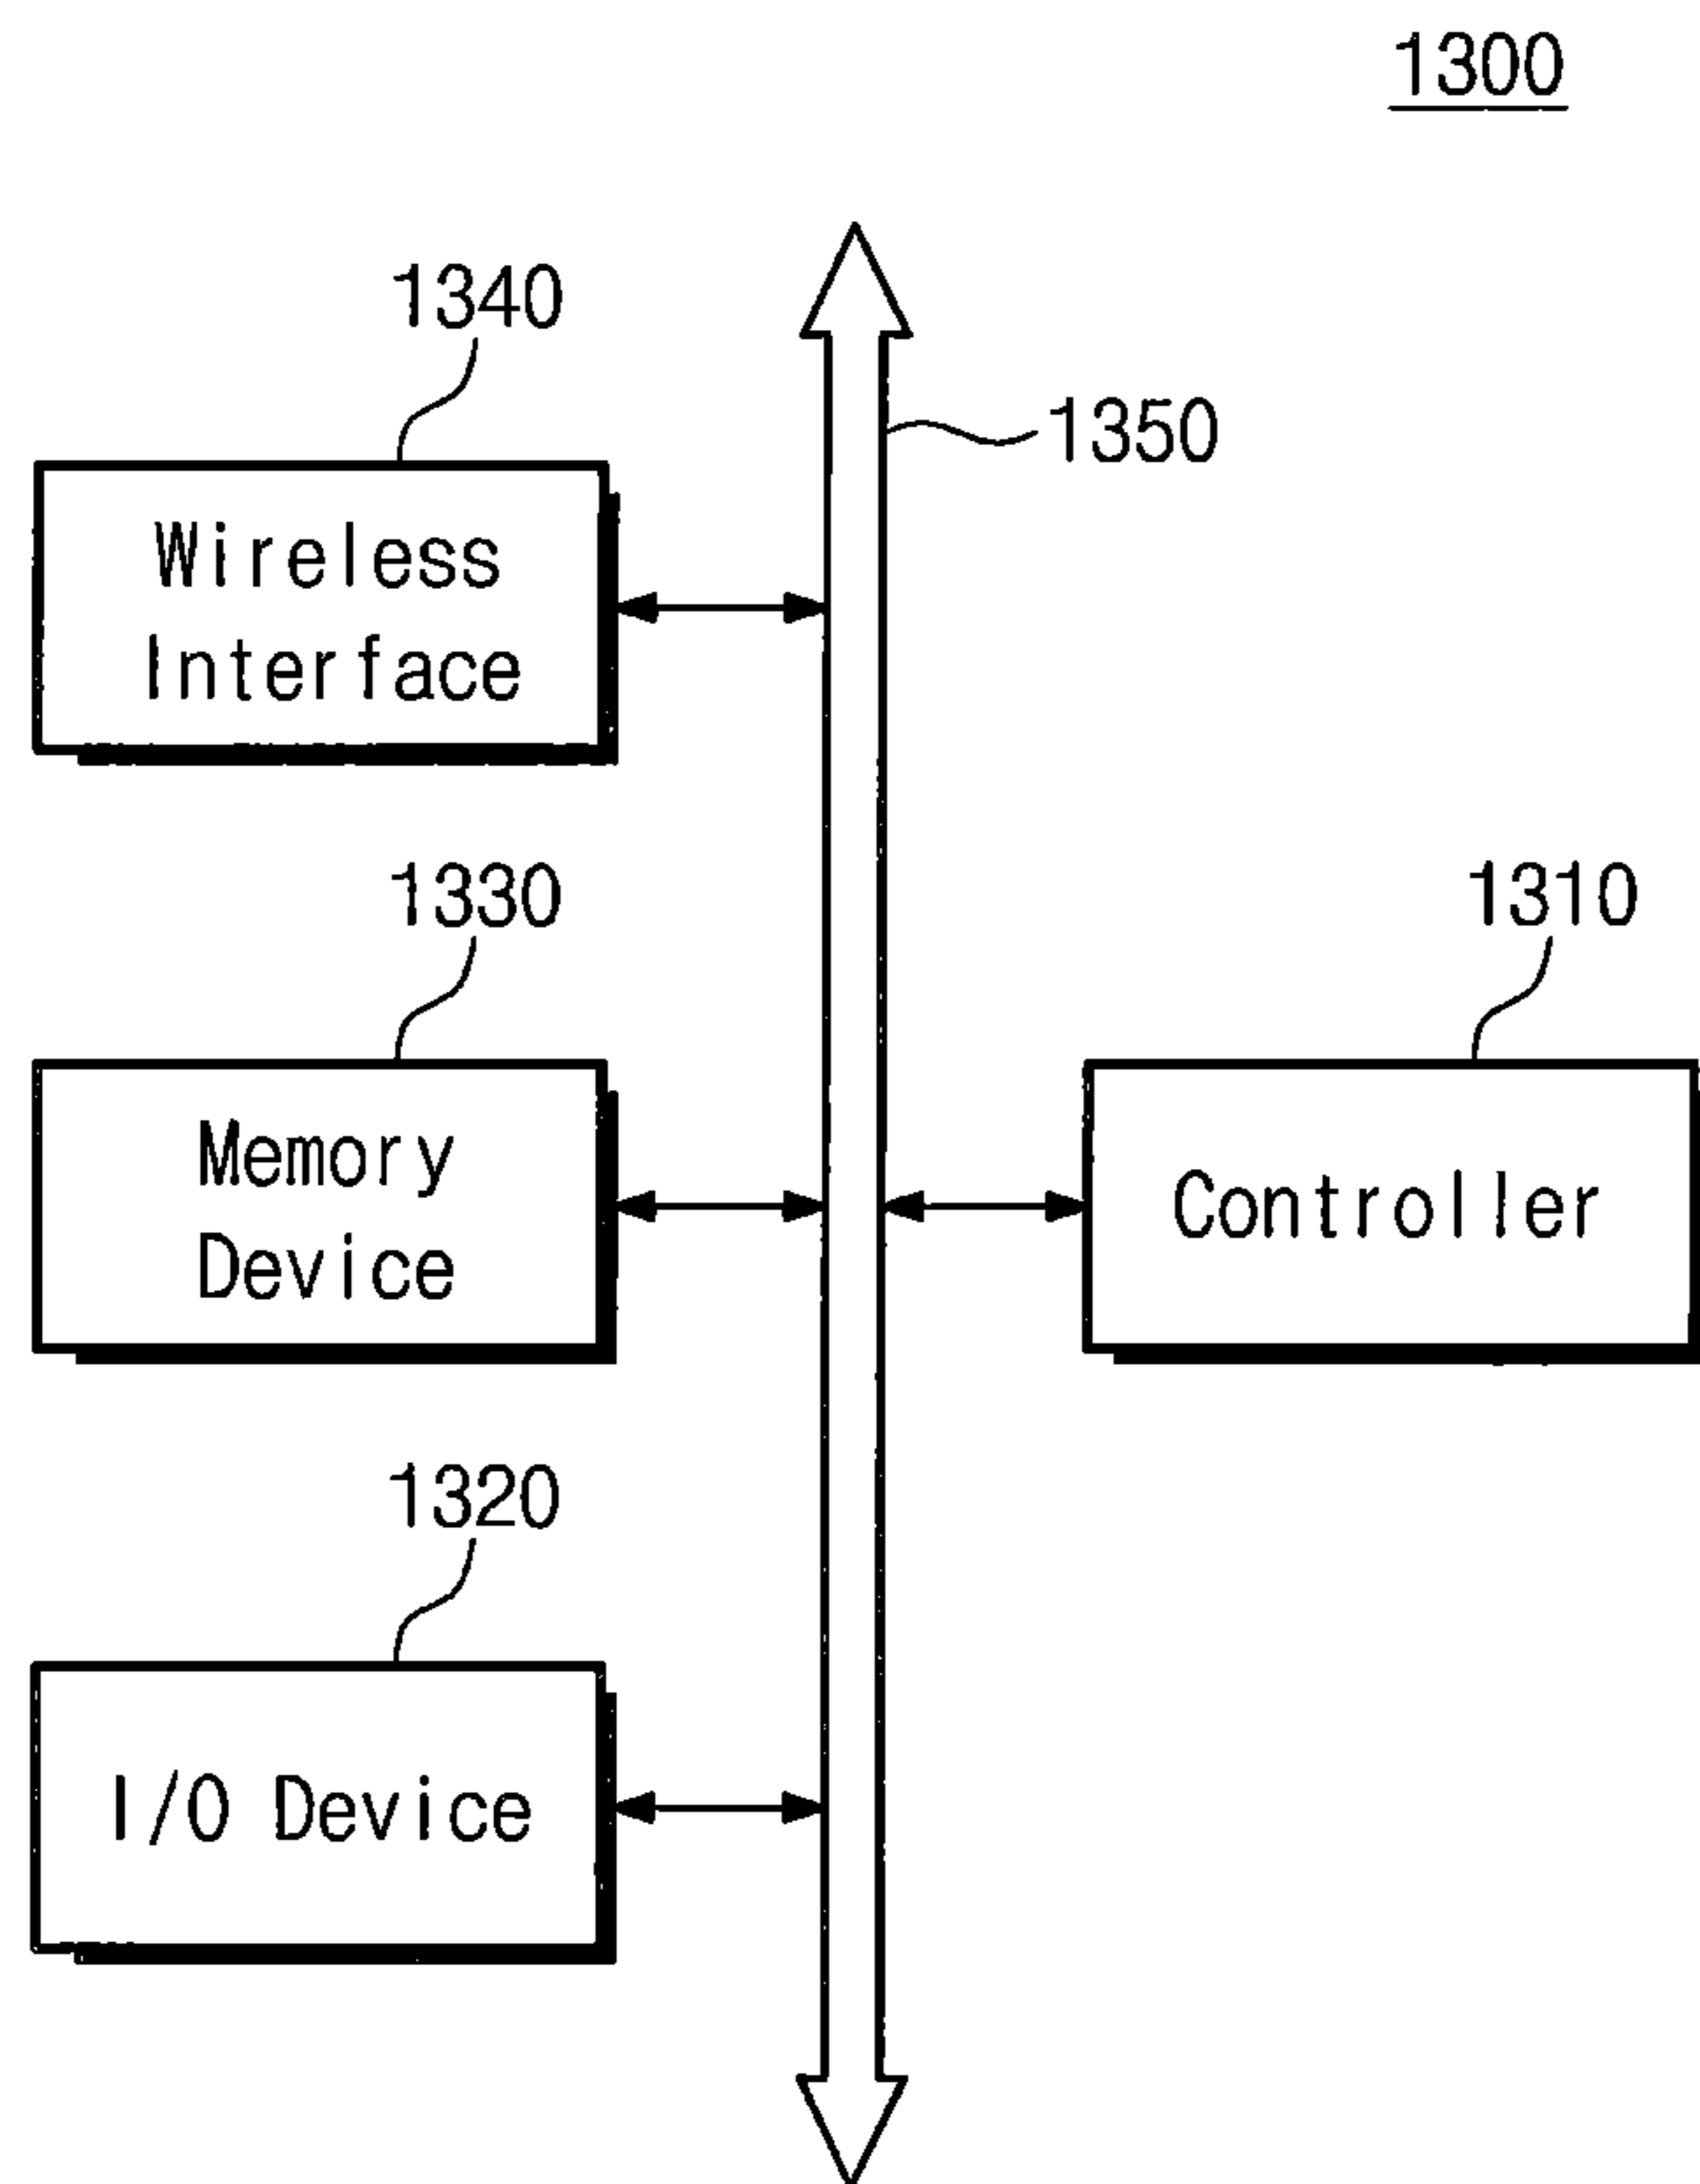 1300
1340
1350
Wireless
Interface
1330
1310
Memory
Device
Controller
1320
I/O Device